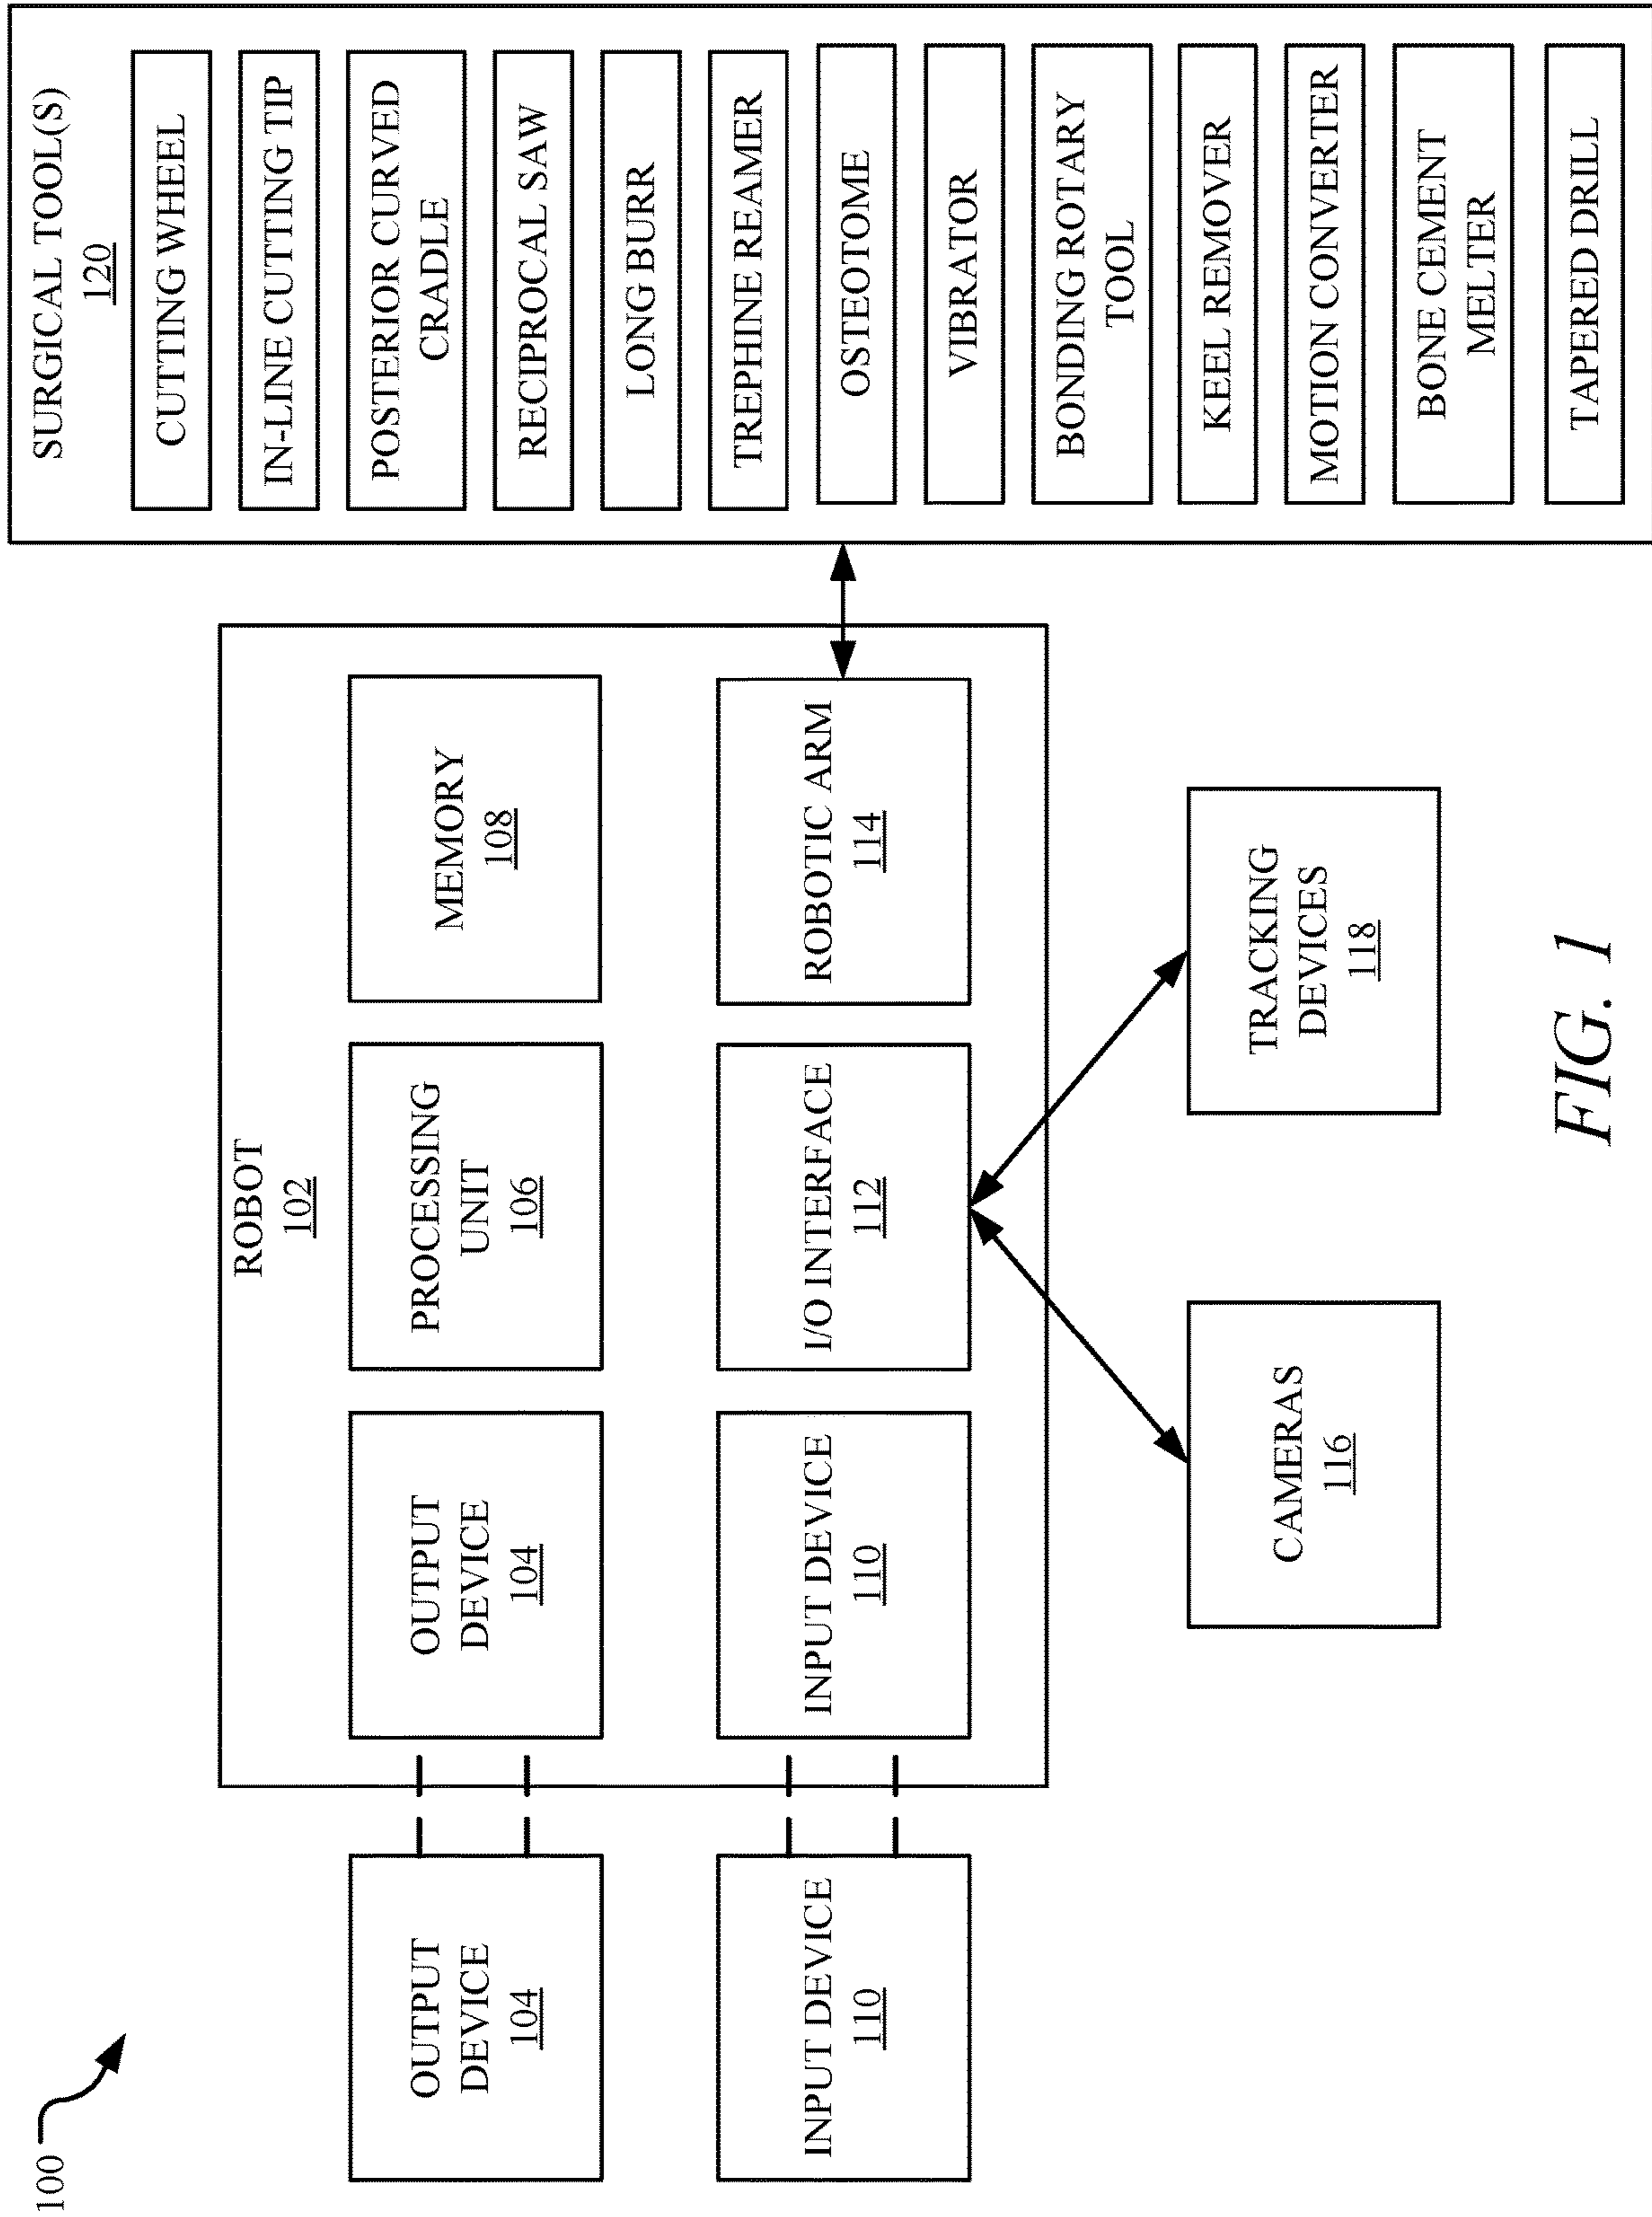 100
OUTPUT
DEVICE
104
INPUT DEVICE
110
ROBOT
102
OUTPUT
DEVICE
104
PROCESSING
UNIT
106
MEMORY
108
INPUT DEVICE
110
I/O INTERFACE
112
ROBOTIC ARM
114
CAMERAS
116
TRACKING
DEVICES
118
SURGICAL TOOL(S)
120
CUTTING WHEEL
IN-LINE CUTTING TIP
POSTERIOR CURVED
CRADLE
RECIPROCAL SAW
LONG BURR
TREPHINE REAMER
OSTEOTOME
VIBRATOR
BONDING ROTARY
TOOL
KEEL REMOVER
MOTION CONVERTER
BONE CEMENT
MELTER
TAPERED DRILL
FIG. 1